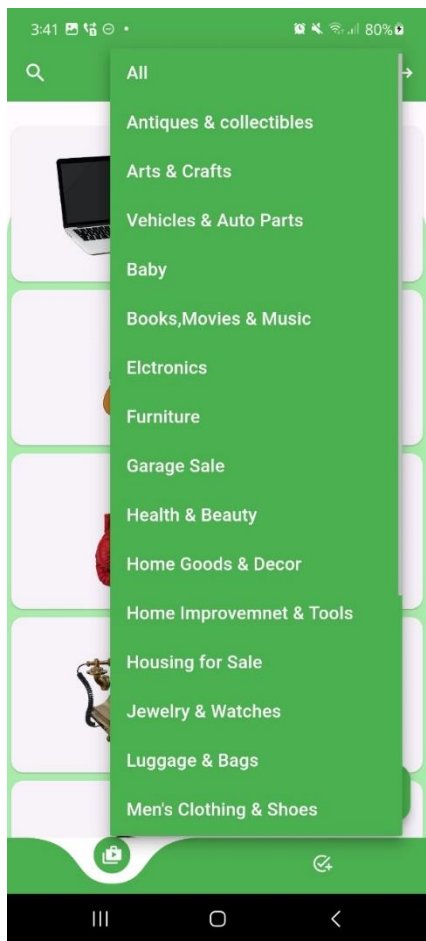 3:41
80%
All
Antiques & collectibles
Arts & Crafts
Vehicles & Auto Parts
Baby
Books,Movies & Music
Elctronics
Furniture
Garage Sale
Health & Beauty
Home Goods & Decor
Home Improvemnet & Tools
Housing for Sale
Jewelry & Watches
Luggage & Bags
Men's Clothing & Shoes